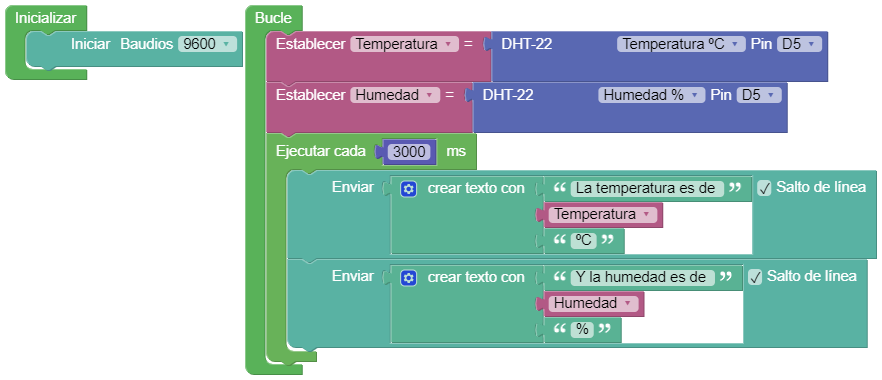 Inicializar
Iniciar Baudios 9600
Bucle
Establecer Temperatura = DHT-22 Temperatura ºC Pin D5
Establecer Humedad = DHT-22 Humedad % Pin D5
Ejecutar cada 3000 ms
Enviar crear texto con “ La temperatura es de ” Salto de línea
Temperatura
“ ºC ”
Enviar crear texto con “ Y la humedad es de ” Salto de línea
Humedad
“ % ”